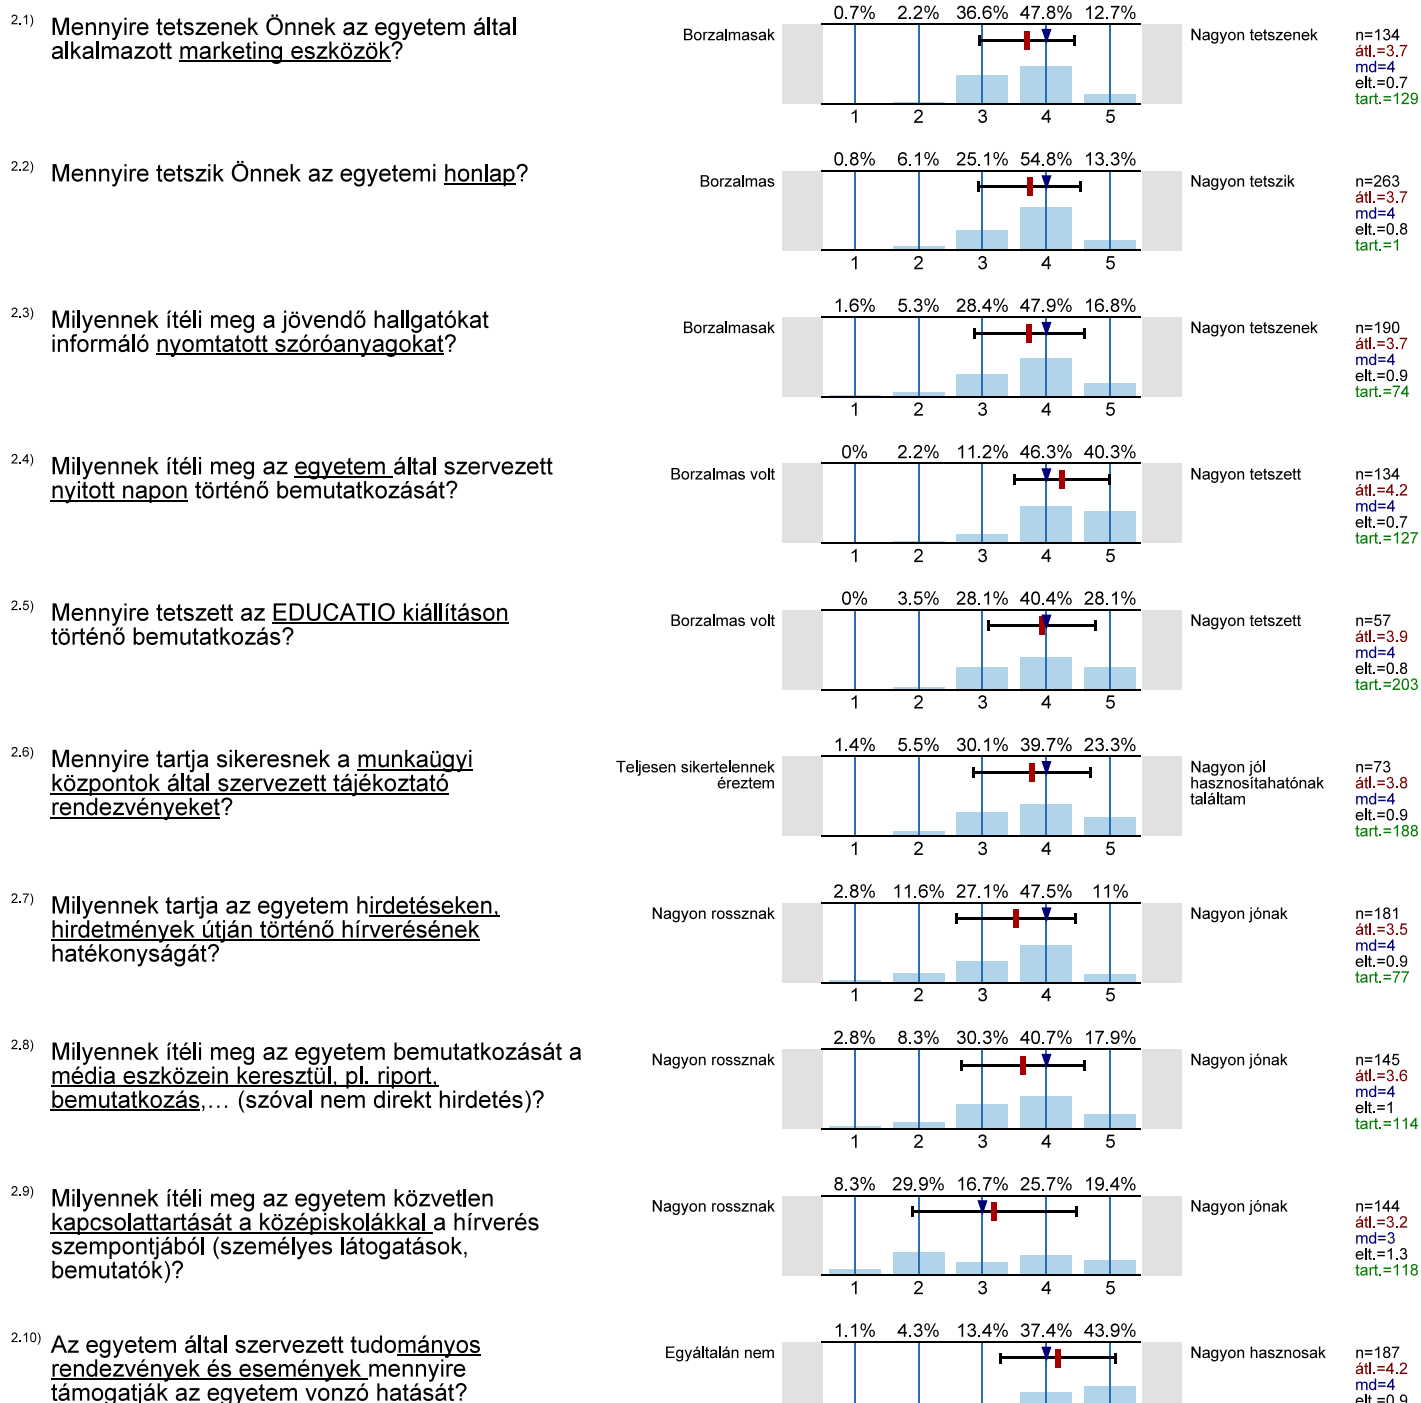 2.1) Mennyire tetszenek Önnek az egyetem által
alkalmazott marketing eszközök?
Borzalmasak
0.7% 2.2% 36.6% 47.8% 12.7%
1 2 3 4 5
Nagyon tetszenek
n=134
átl.=3.7
md=4
elt.=0.7
tart.=129
2.2) Mennyire tetszik Önnek az egyetemi honlap?
Borzalmas
0.8% 6.1% 25.1% 54.8% 13.3%
1 2 3 4 5
Nagyon tetszik
n=263
átl.=3.7
md=4
elt.=0.8
tart.=1
2.3) Milyennek ítéli meg a jövendő hallgatókat
informáló nyomtatott szóróanyagokat?
Borzalmasak
1.6% 5.3% 28.4% 47.9% 16.8%
1 2 3 4 5
Nagyon tetszenek
n=190
átl.=3.7
md=4
elt.=0.9
tart.=74
2.4) Milyennek ítéli meg az egyetem által szervezett
nyitott napon történő bemutatkozását?
Borzalmas volt
0% 2.2% 11.2% 46.3% 40.3%
1 2 3 4 5
Nagyon tetszett
n=134
átl.=4.2
md=4
elt.=0.7
tart.=127
2.5) Mennyire tetszett az EDUCATIO kiállításon
történő bemutatkozás?
Borzalmas volt
0% 3.5% 28.1% 40.4% 28.1%
1 2 3 4 5
Nagyon tetszett
n=57
átl.=3.9
md=4
elt.=0.8
tart.=203
2.6) Mennyire tartja sikeresnek a munkaügyi
központok által szervezett tájékoztató
rendezvényeket?
Teljesen sikertelennek
éreztem
1.4% 5.5% 30.1% 39.7% 23.3%
1 2 3 4 5
Nagyon jól
hasznosítahatónak
találtam
n=73
átl.=3.8
md=4
elt.=0.9
tart.=188
2.7) Milyennek tartja az egyetem hirdetéseken,
hirdetmények útján történő hírverésének
hatékonyságát?
Nagyon rossznak
2.8% 11.6% 27.1% 47.5% 11%
1 2 3 4 5
Nagyon jónak
n=181
átl.=3.5
md=4
elt.=0.9
tart.=77
2.8) Milyennek ítéli meg az egyetem bemutatkozását a
média eszközein keresztül, pl. riport,
bemutatkozás,… (szóval nem direkt hirdetés)?
Nagyon rossznak
2.8% 8.3% 30.3% 40.7% 17.9%
1 2 3 4 5
Nagyon jónak
n=145
átl.=3.6
md=4
elt.=1
tart.=114
2.9) Milyennek ítéli meg az egyetem közvetlen
kapcsolattartását a középiskolákkal a hírverés
szempontjából (személyes látogatások,
bemutatók)?
Nagyon rossznak
8.3% 29.9% 16.7% 25.7% 19.4%
1 2 3 4 5
Nagyon jónak
n=144
átl.=3.2
md=3
elt.=1.3
tart.=118
2.10) Az egyetem által szervezett tudományos
rendezvények és események mennyire
támogatják az egyetem vonzó hatását?
Egyáltalán nem
1.1% 4.3% 13.4% 37.4% 43.9%
Nagyon hasznosak
n=187
átl.=4.2
md=4
elt.=0.9